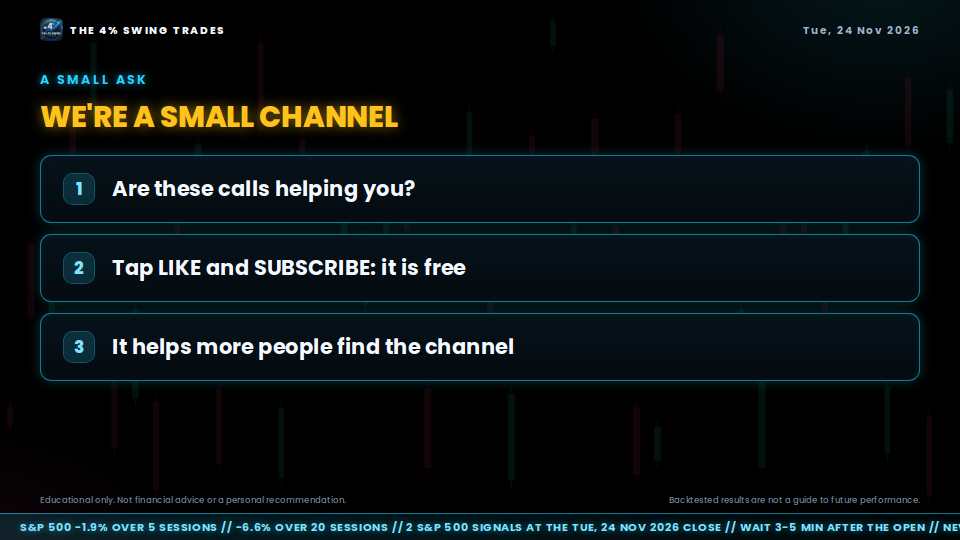 THE 4% SWING TRADES
Tue, 24 Nov 2026
A SMALL ASK
WE'RE A SMALL CHANNEL
1 Are these calls helping you?
2 Tap LIKE and SUBSCRIBE: it is free
3 It helps more people find the channel
Educational only. Not financial advice or a personal recommendation.
Backtested results are not a guide to future performance.
S&P 500 -1.9% OVER 5 SESSIONS // -6.6% OVER 20 SESSIONS // 2 S&P 500 SIGNALS AT THE TUE, 24 NOV 2026 CLOSE // WAIT 3-5 MIN AFTER THE OPEN //